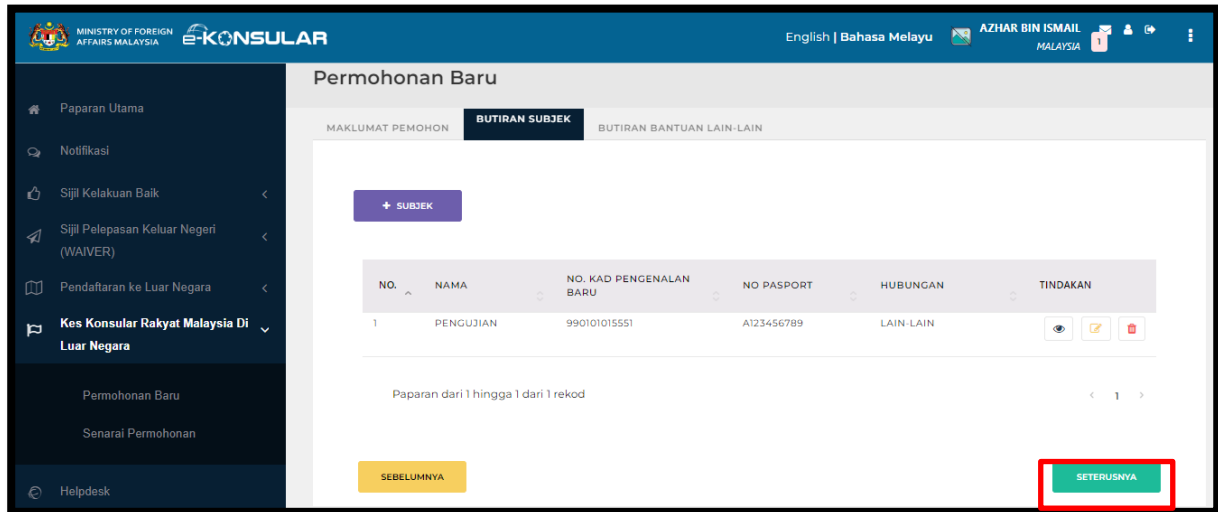 MINISTRY OF FOREIGN
AFFAIRS MALAYSIA
e-KONSULAR
English | Bahasa Melayu
AZHAR BIN ISMAIL
MALAYSIA
1
Paparan Utama
Notifikasi
Sijil Kelakuan Baik
Sijil Pelepasan Keluar Negeri
(WAIVER)
Pendaftaran ke Luar Negara
Kes Konsular Rakyat Malaysia Di
Luar Negara
Permohonan Baru
Senarai Permohonan
Helpdesk
Permohonan Baru
MAKLUMAT PEMOHON BUTIRAN SUBJEK BUTIRAN BANTUAN LAIN-LAIN
+ SUBJEK
NO. NAMA NO. KAD PENGENALAN BARU NO PASPORT HUBUNGAN TINDAKAN
1 PENGUJIAN 990101015551 A123456789 LAIN-LAIN
Paparan dari 1 hingga 1 dari 1 rekod
< 1 >
SEBELUMNYA
SETERUSNYA